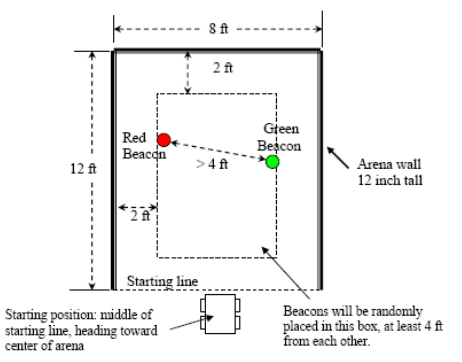 8 ft
2 ft
Red
Beacon
Green
Beacon
> 4 ft
12 ft
Arena wall
12 inch tall
2 ft
Starting line
Starting position: middle of
starting line, heading toward
center of arena
Beacons will be randomly
placed in this box, at least 4 ft
from each other.